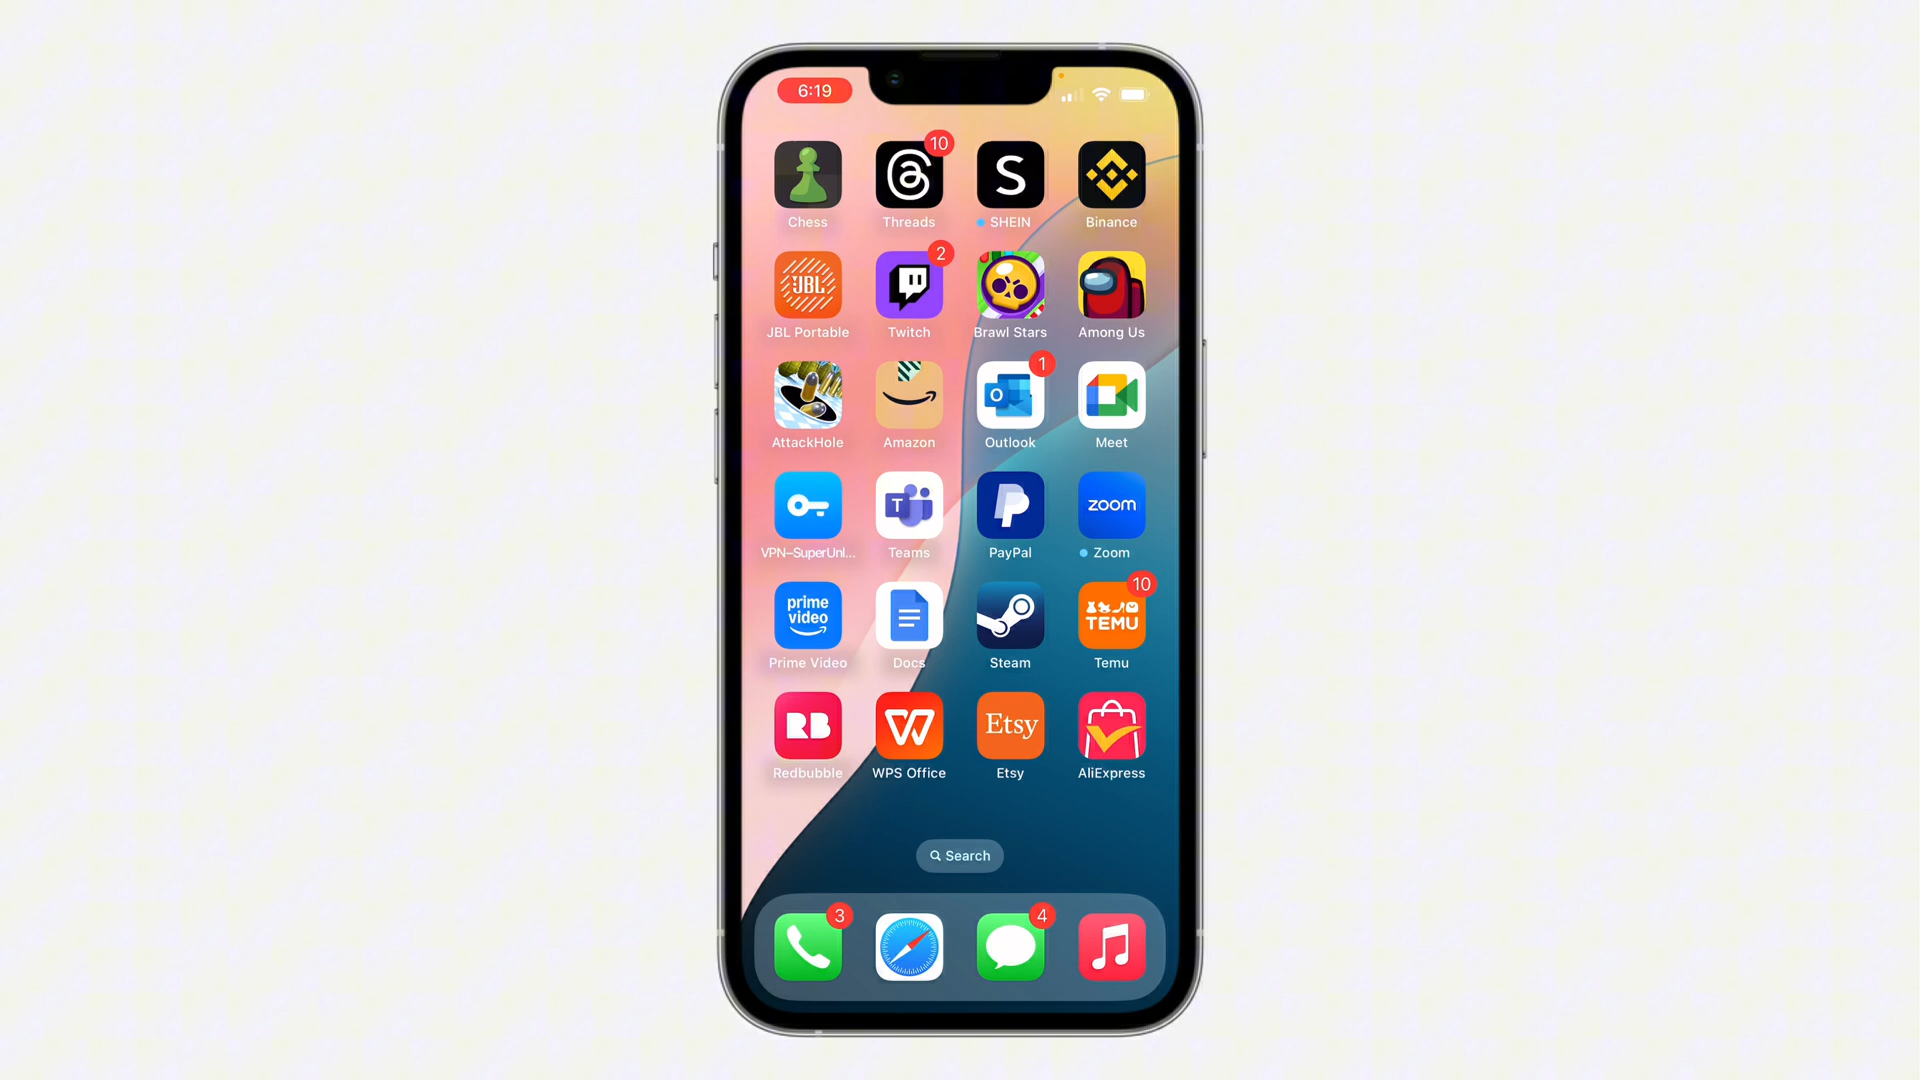 6:19
10
Chess Threads SHEIN Binance
JBL
2
JBL Portable Twitch Brawl Stars Among Us
1
AttackHole Amazon Outlook Meet
T
zoom
VPN–SuperUnl... Teams PayPal Zoom
prime
video
10
TEMU
Prime Video Docs Steam Temu
RB
Etsy
Redbubble WPS Office Etsy AliExpress
Search
3
4